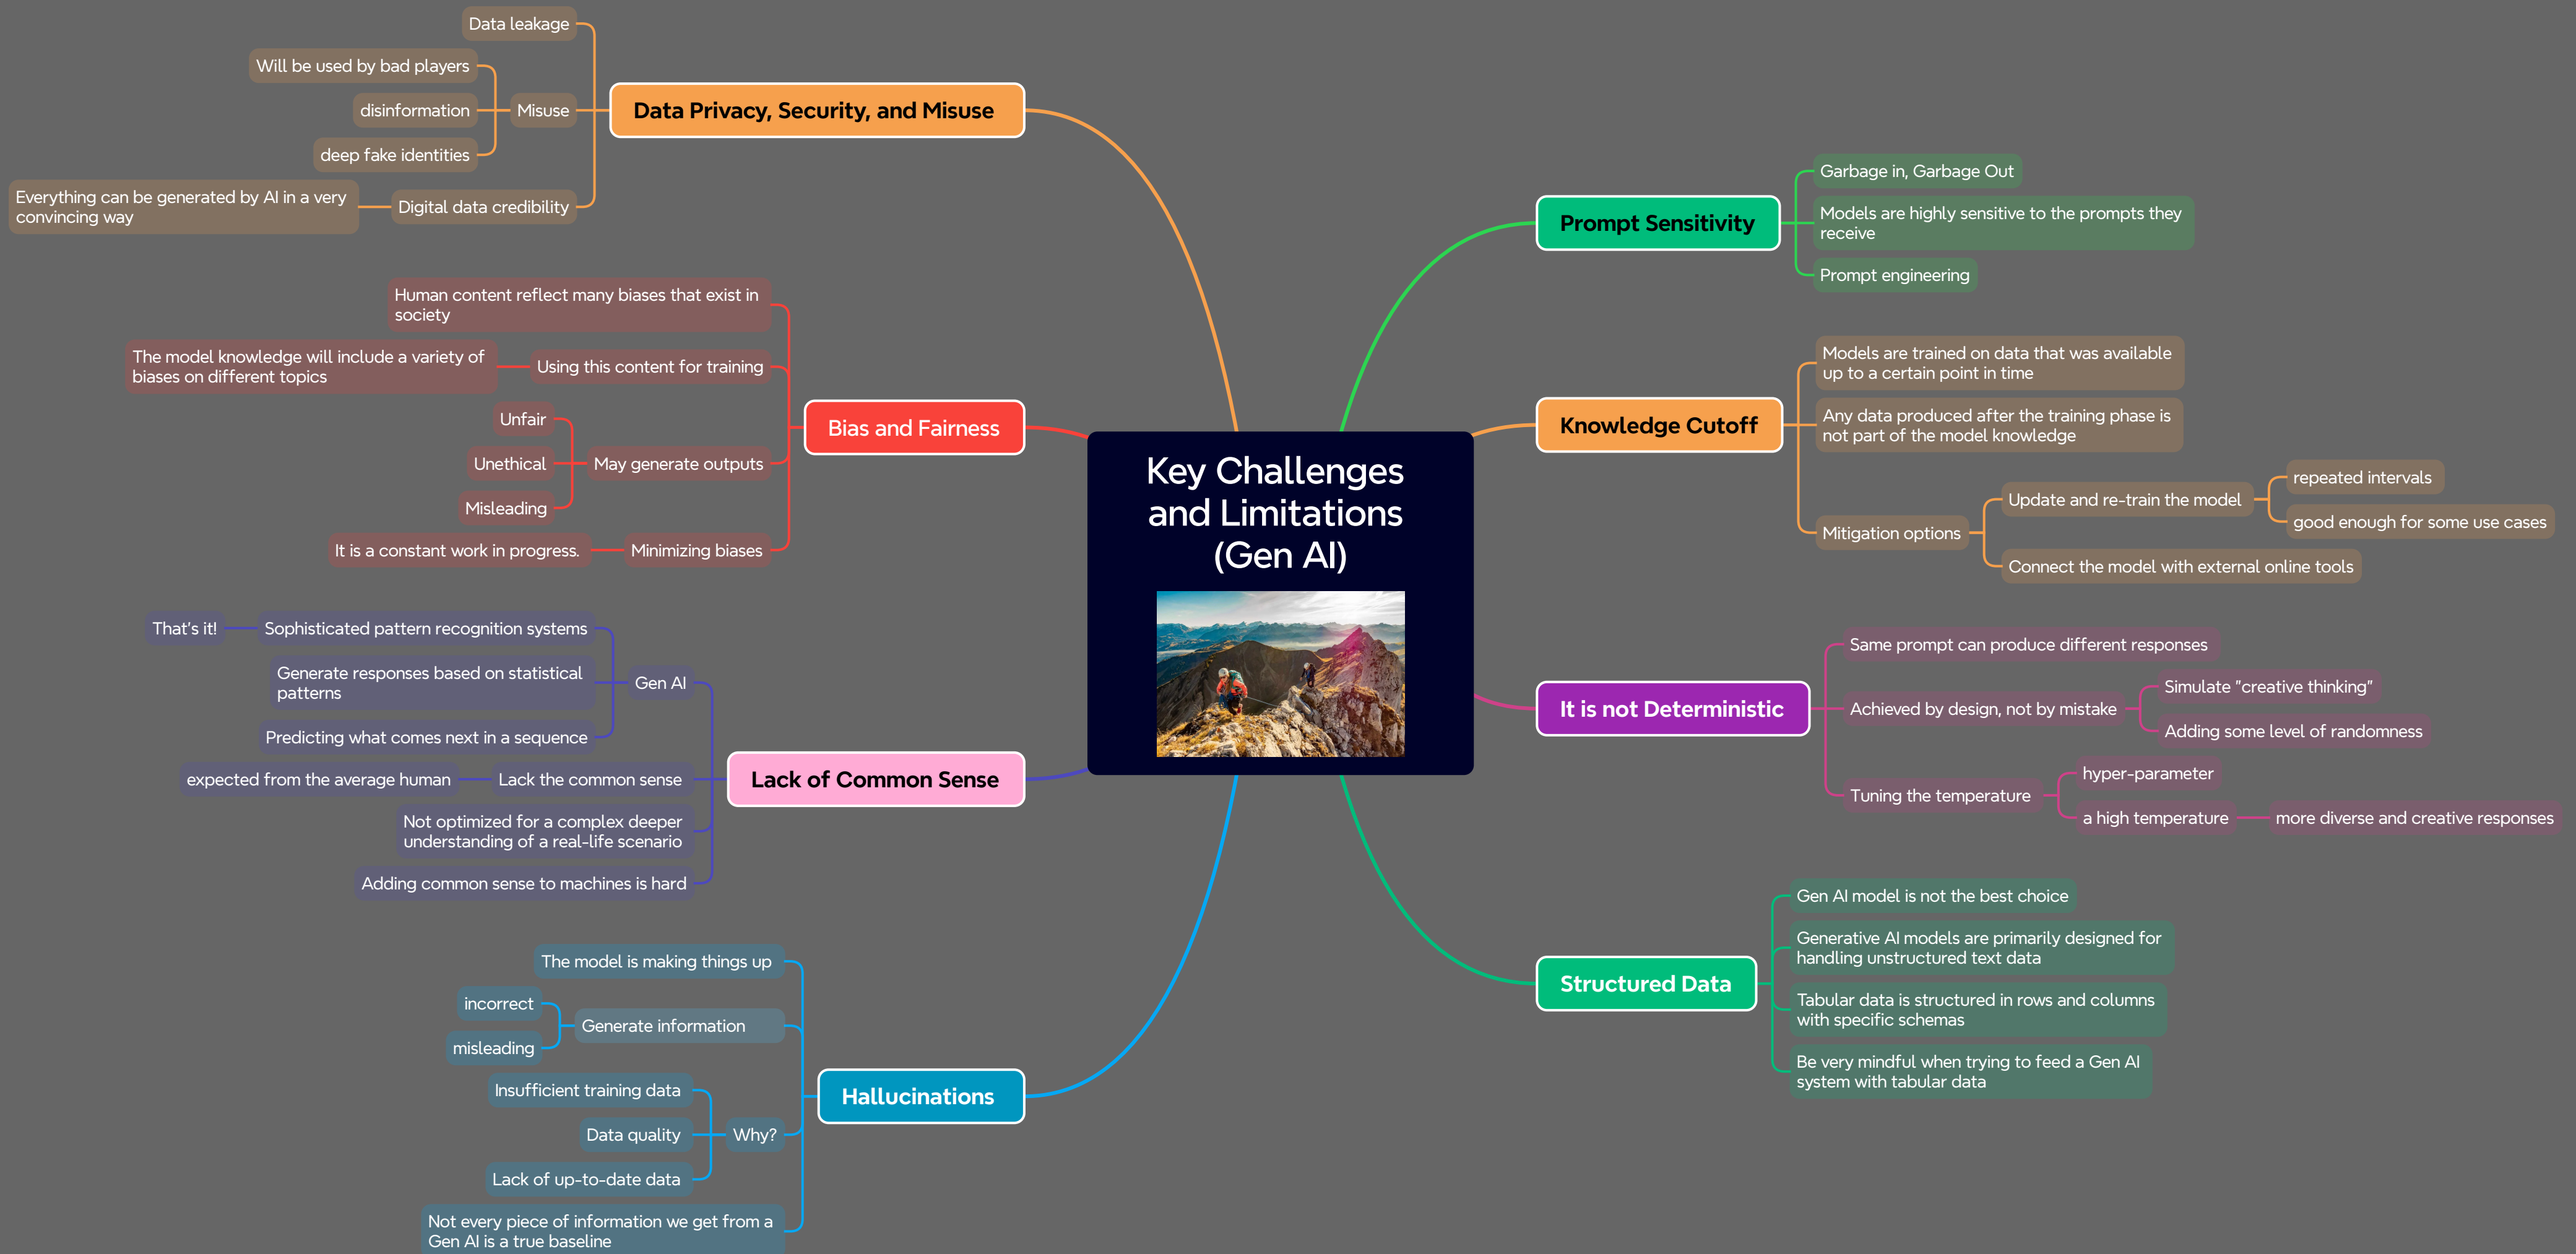 Key Challenges
and Limitations
(Gen AI)
Prompt Sensitivity
Garbage in, Garbage Out
Models are highly sensitive to the prompts they
receive
Prompt engineering
Knowledge Cutoff
Models are trained on data that was available
up to a certain point in time
Any data produced after the training phase is
not part of the model knowledge
Mitigation options
Update and re-train the model
repeated intervals
good enough for some use cases
Connect the model with external online tools
It is not Deterministic
Same prompt can produce different responses
Achieved by design, not by mistake
Simulate "creative thinking"
Adding some level of randomness
Tuning the temperature
hyper-parameter
a high temperature
more diverse and creative responses
Structured Data
Gen AI model is not the best choice
Generative AI models are primarily designed for
handling unstructured text data
Tabular data is structured in rows and columns
with specific schemas
Be very mindful when trying to feed a Gen AI
system with tabular data
Data Privacy, Security, and Misuse
Data leakage
Misuse
Will be used by bad players
disinformation
deep fake identities
Digital data credibility
Everything can be generated by AI in a very
convincing way
Bias and Fairness
Human content reflect many biases that exist in
society
Using this content for training
The model knowledge will include a variety of
biases on different topics
May generate outputs
Unfair
Unethical
Misleading
Minimizing biases
It is a constant work in progress.
Lack of Common Sense
Gen AI
Sophisticated pattern recognition systems
That's it!
Generate responses based on statistical
patterns
Predicting what comes next in a sequence
Lack the common sense
expected from the average human
Not optimized for a complex deeper
understanding of a real-life scenario
Adding common sense to machines is hard
Hallucinations
The model is making things up
Generate information
incorrect
misleading
Why?
Insufficient training data
Data quality
Lack of up-to-date data
Not every piece of information we get from a
Gen AI is a true baseline